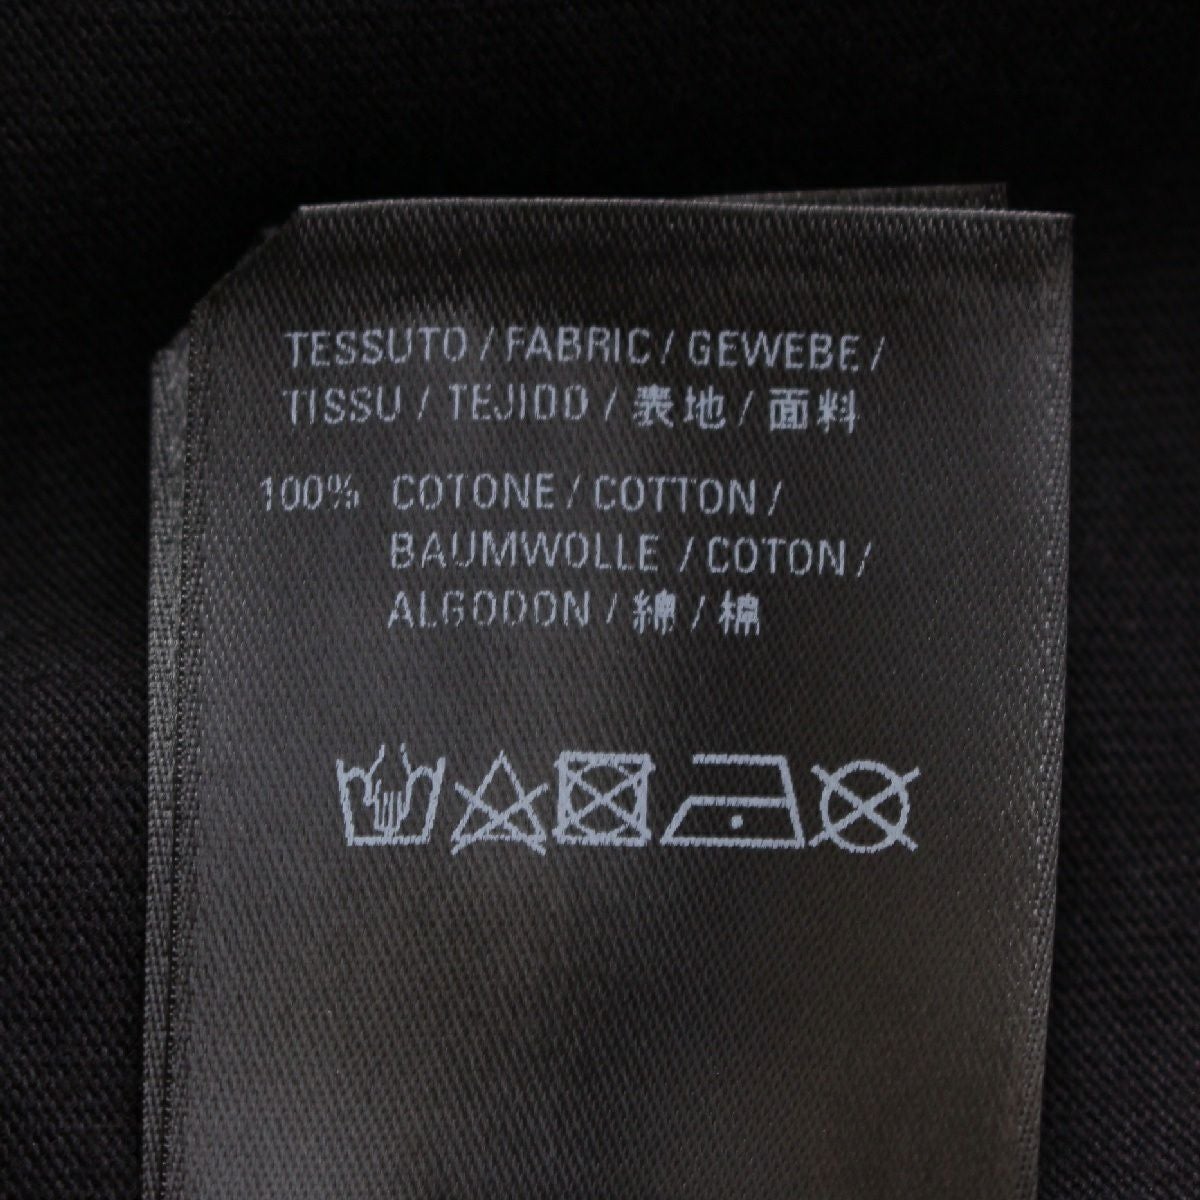 TESSUTO / FABRIC / GEWEBE /
TISSU / TEJIDO / 表地 / 面料
100% COTONE / COTTON /
BAUMWOLLE / COTON /
ALGODON / 綿 / 棉